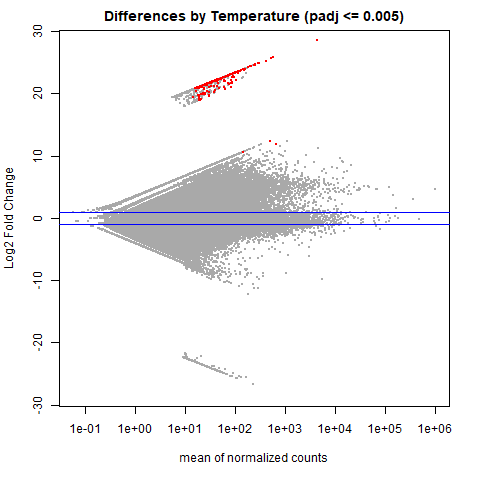 Differences by Temperature (padj <= 0.005)
Log2 Fold Change
30
20
10
0
-10
-20
-30
1e-01 1e+00 1e+01 1e+02 1e+03 1e+04 1e+05 1e+06
mean of normalized counts